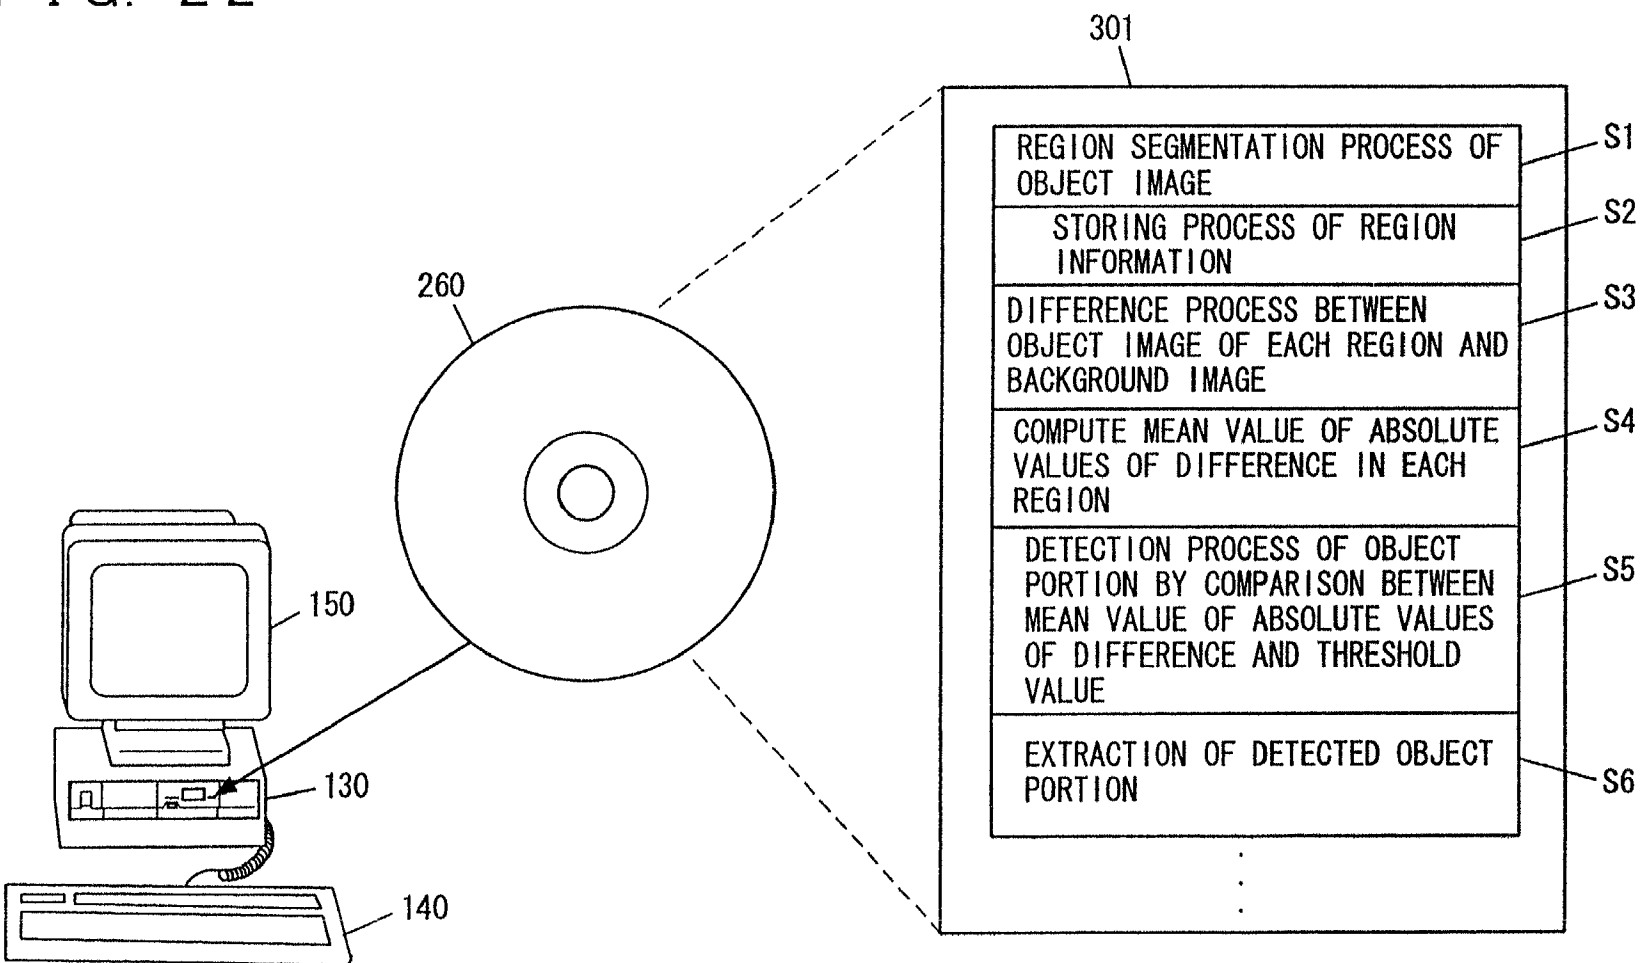 FIG. 22
301
REGION SEGMENTATION PROCESS OF
OBJECT IMAGE
S1
STORING PROCESS OF REGION
INFORMATION
S2
DIFFERENCE PROCESS BETWEEN
OBJECT IMAGE OF EACH REGION AND
BACKGROUND IMAGE
S3
COMPUTE MEAN VALUE OF ABSOLUTE
VALUES OF DIFFERENCE IN EACH
REGION
S4
DETECTION PROCESS OF OBJECT
PORTION BY COMPARISON BETWEEN
MEAN VALUE OF ABSOLUTE VALUES
OF DIFFERENCE AND THRESHOLD
VALUE
S5
EXTRACTION OF DETECTED OBJECT
PORTION
S6
260
150
130
140